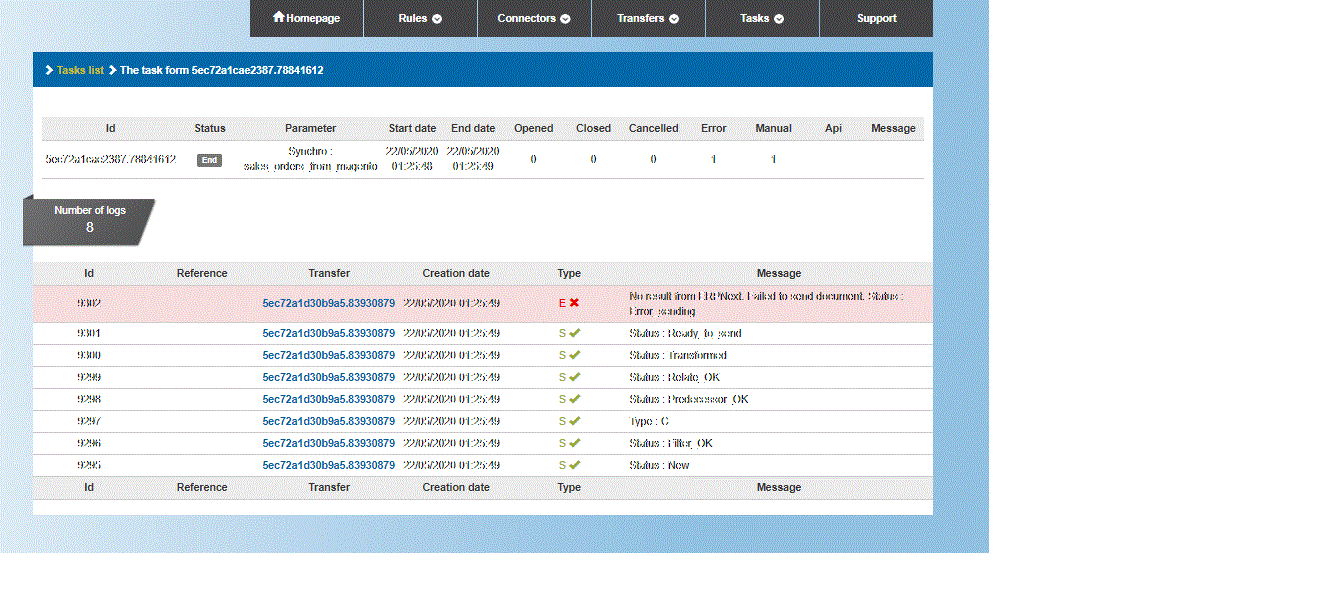 Homepage Rules Connectors Transfers Tasks Support
Tasks list The task form 5ec72a1cae2387.78841612
Id Status Parameter Start date End date Opened Closed Cancelled Error Manual Api Message
5ec72a1cae2387.78841612 End Synchro : sales_orders_from_magento 22/05/2020 01:25:48 22/05/2020 01:25:49 0 0 0 1 1
Number of logs
8
Id Reference Transfer Creation date Type Message
9302 5ec72a1d30b9a5.83930879 22/05/2020 01:25:49 E No result from ERPNext. Failed to send document. Status :
Error_sending
9301 5ec72a1d30b9a5.83930879 22/05/2020 01:25:49 S Status : Ready_to_send
9300 5ec72a1d30b9a5.83930879 22/05/2020 01:25:49 S Status : Transformed
9299 5ec72a1d30b9a5.83930879 22/05/2020 01:25:49 S Status : Relate_OK
9298 5ec72a1d30b9a5.83930879 22/05/2020 01:25:49 S Status : Predecessor_OK
9297 5ec72a1d30b9a5.83930879 22/05/2020 01:25:49 S Type : C
9296 5ec72a1d30b9a5.83930879 22/05/2020 01:25:49 S Status : Filter_OK
9295 5ec72a1d30b9a5.83930879 22/05/2020 01:25:49 S Status : New
Id Reference Transfer Creation date Type Message